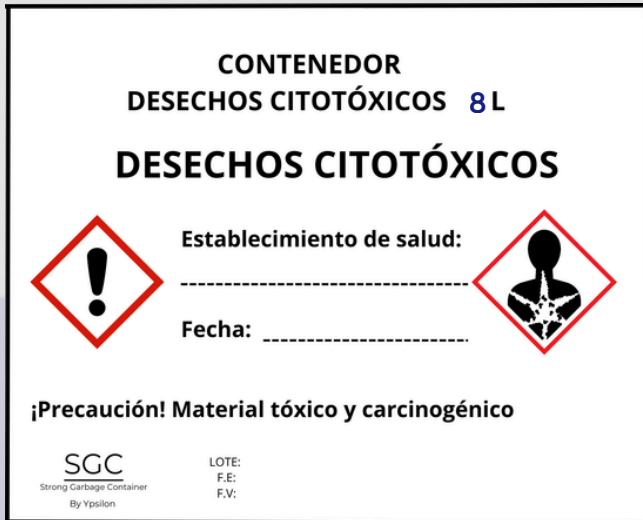 CONTENEDOR
DESECHOS CITOTÓXICOS 8 L
DESECHOS CITOTÓXICOS
Establecimiento de salud:
Fecha:
¡Precaución! Material tóxico y carcinogénico
SGC
Strong Garbage Container
By Ypsilon
LOTE:
F.E:
F.V: